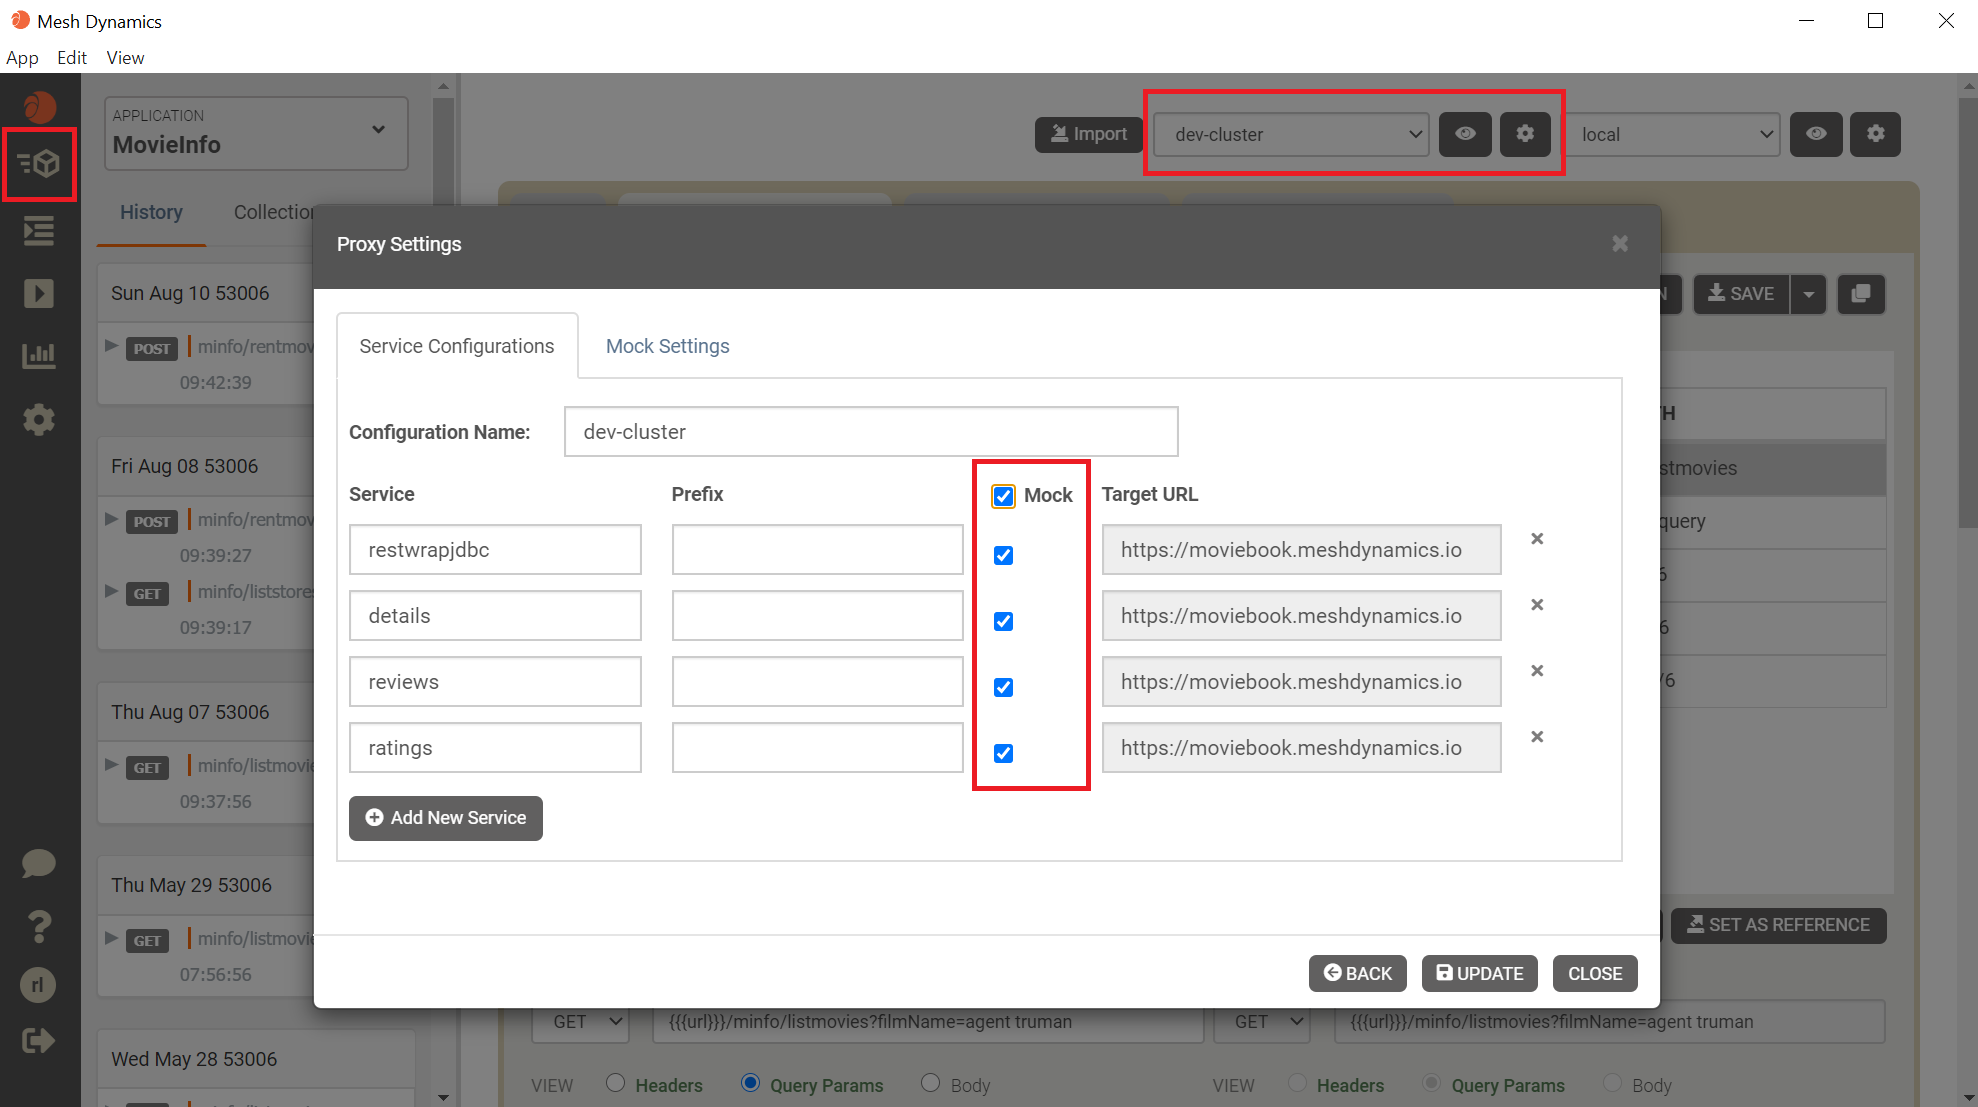 Mesh Dynamics
App Edit View
APPLICATION
MovieInfo
Import
dev-cluster
local
History Collection
Sun Aug 10 53006
POST minfo/rentmov
09:42:39
Fri Aug 08 53006
POST minfo/rentmov
09:39:27
GET minfo/liststore
09:39:17
Thu Aug 07 53006
GET minfo/listmovi
09:37:56
Thu May 29 53006
GET minfo/listmovi
07:56:56
Wed May 28 53006
rl
Proxy Settings
Service Configurations Mock Settings
Configuration Name: dev-cluster
Service Prefix Mock Target URL
restwrapjdbc https://moviebook.meshdynamics.io
details https://moviebook.meshdynamics.io
reviews https://moviebook.meshdynamics.io
ratings https://moviebook.meshdynamics.io
Add New Service
BACK UPDATE CLOSE
N SAVE
TH
stmovies
query
6
6
/6
SET AS REFERENCE
GET {{{url}}}/minfo/listmovies?filmName=agent truman
GET {{{url}}}/minfo/listmovies?filmName=agent truman
VIEW Headers Query Params Body
VIEW Headers Query Params Body